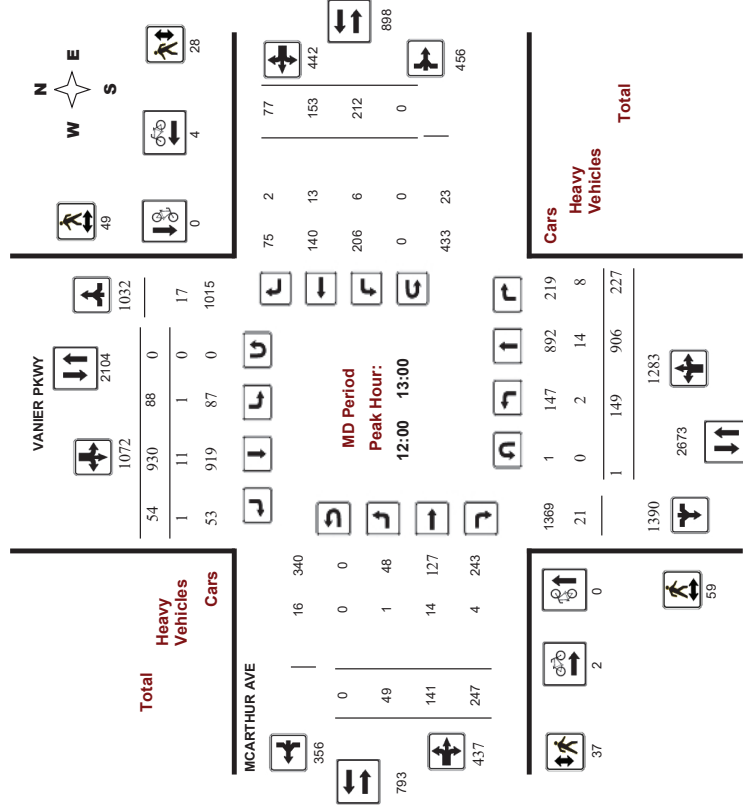 N
W E
S
49
28
0
4
VANIER PKWY
2104
1072
1032
54 930 88 0
1 11 1 0 17
53 919 87 0 1015
Total
Heavy
Vehicles
Cars
MCARTHUR AVE
356
16 340
0 0 0
49 1 48
141 14 127
247 4 243
793
437
MD Period
Peak Hour:
12:00 13:00
75 2 77
140 13 153
206 6 212
0 0 0
433 23
442
898
456
Cars
Heavy
Vehicles
Total
1369 1 147 892 219
21 0 2 14 8
1 149 906 227
1390
1283
2673
37
2
0
59